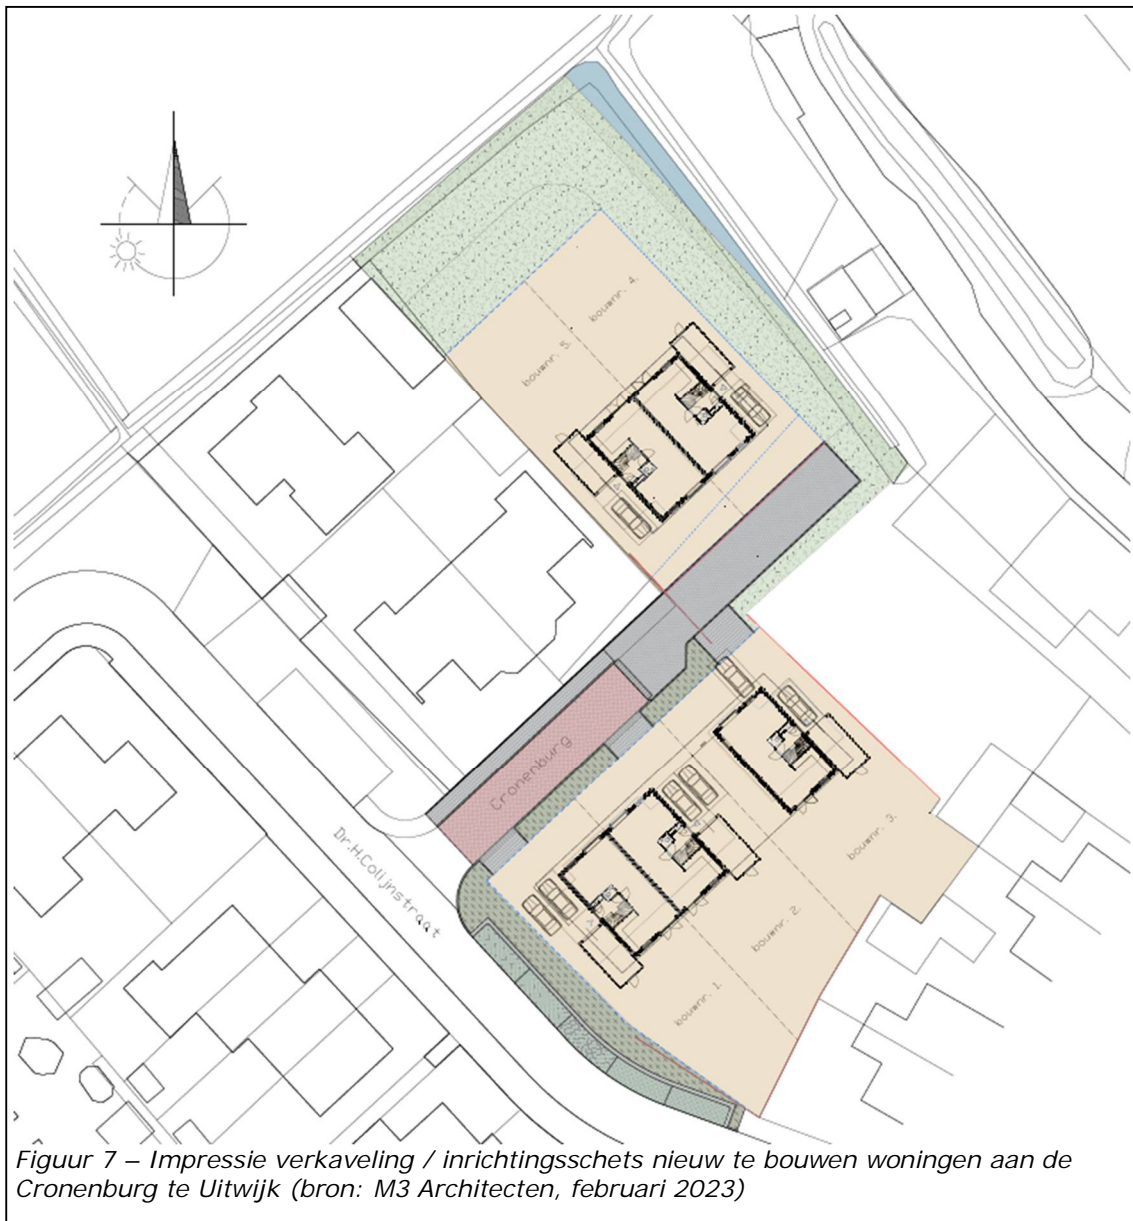 bouwnr. 4.
bouwnr. 5.
Cronenburg
Dr.H.Colijnstraat
bouwnr. 3.
bouwnr. 2.
bouwnr. 1.
Figuur 7 – Impressie verkaveling / inrichtingsschets nieuw te bouwen woningen aan de
Cronenburg te Uitwijk (bron: M3 Architecten, februari 2023)